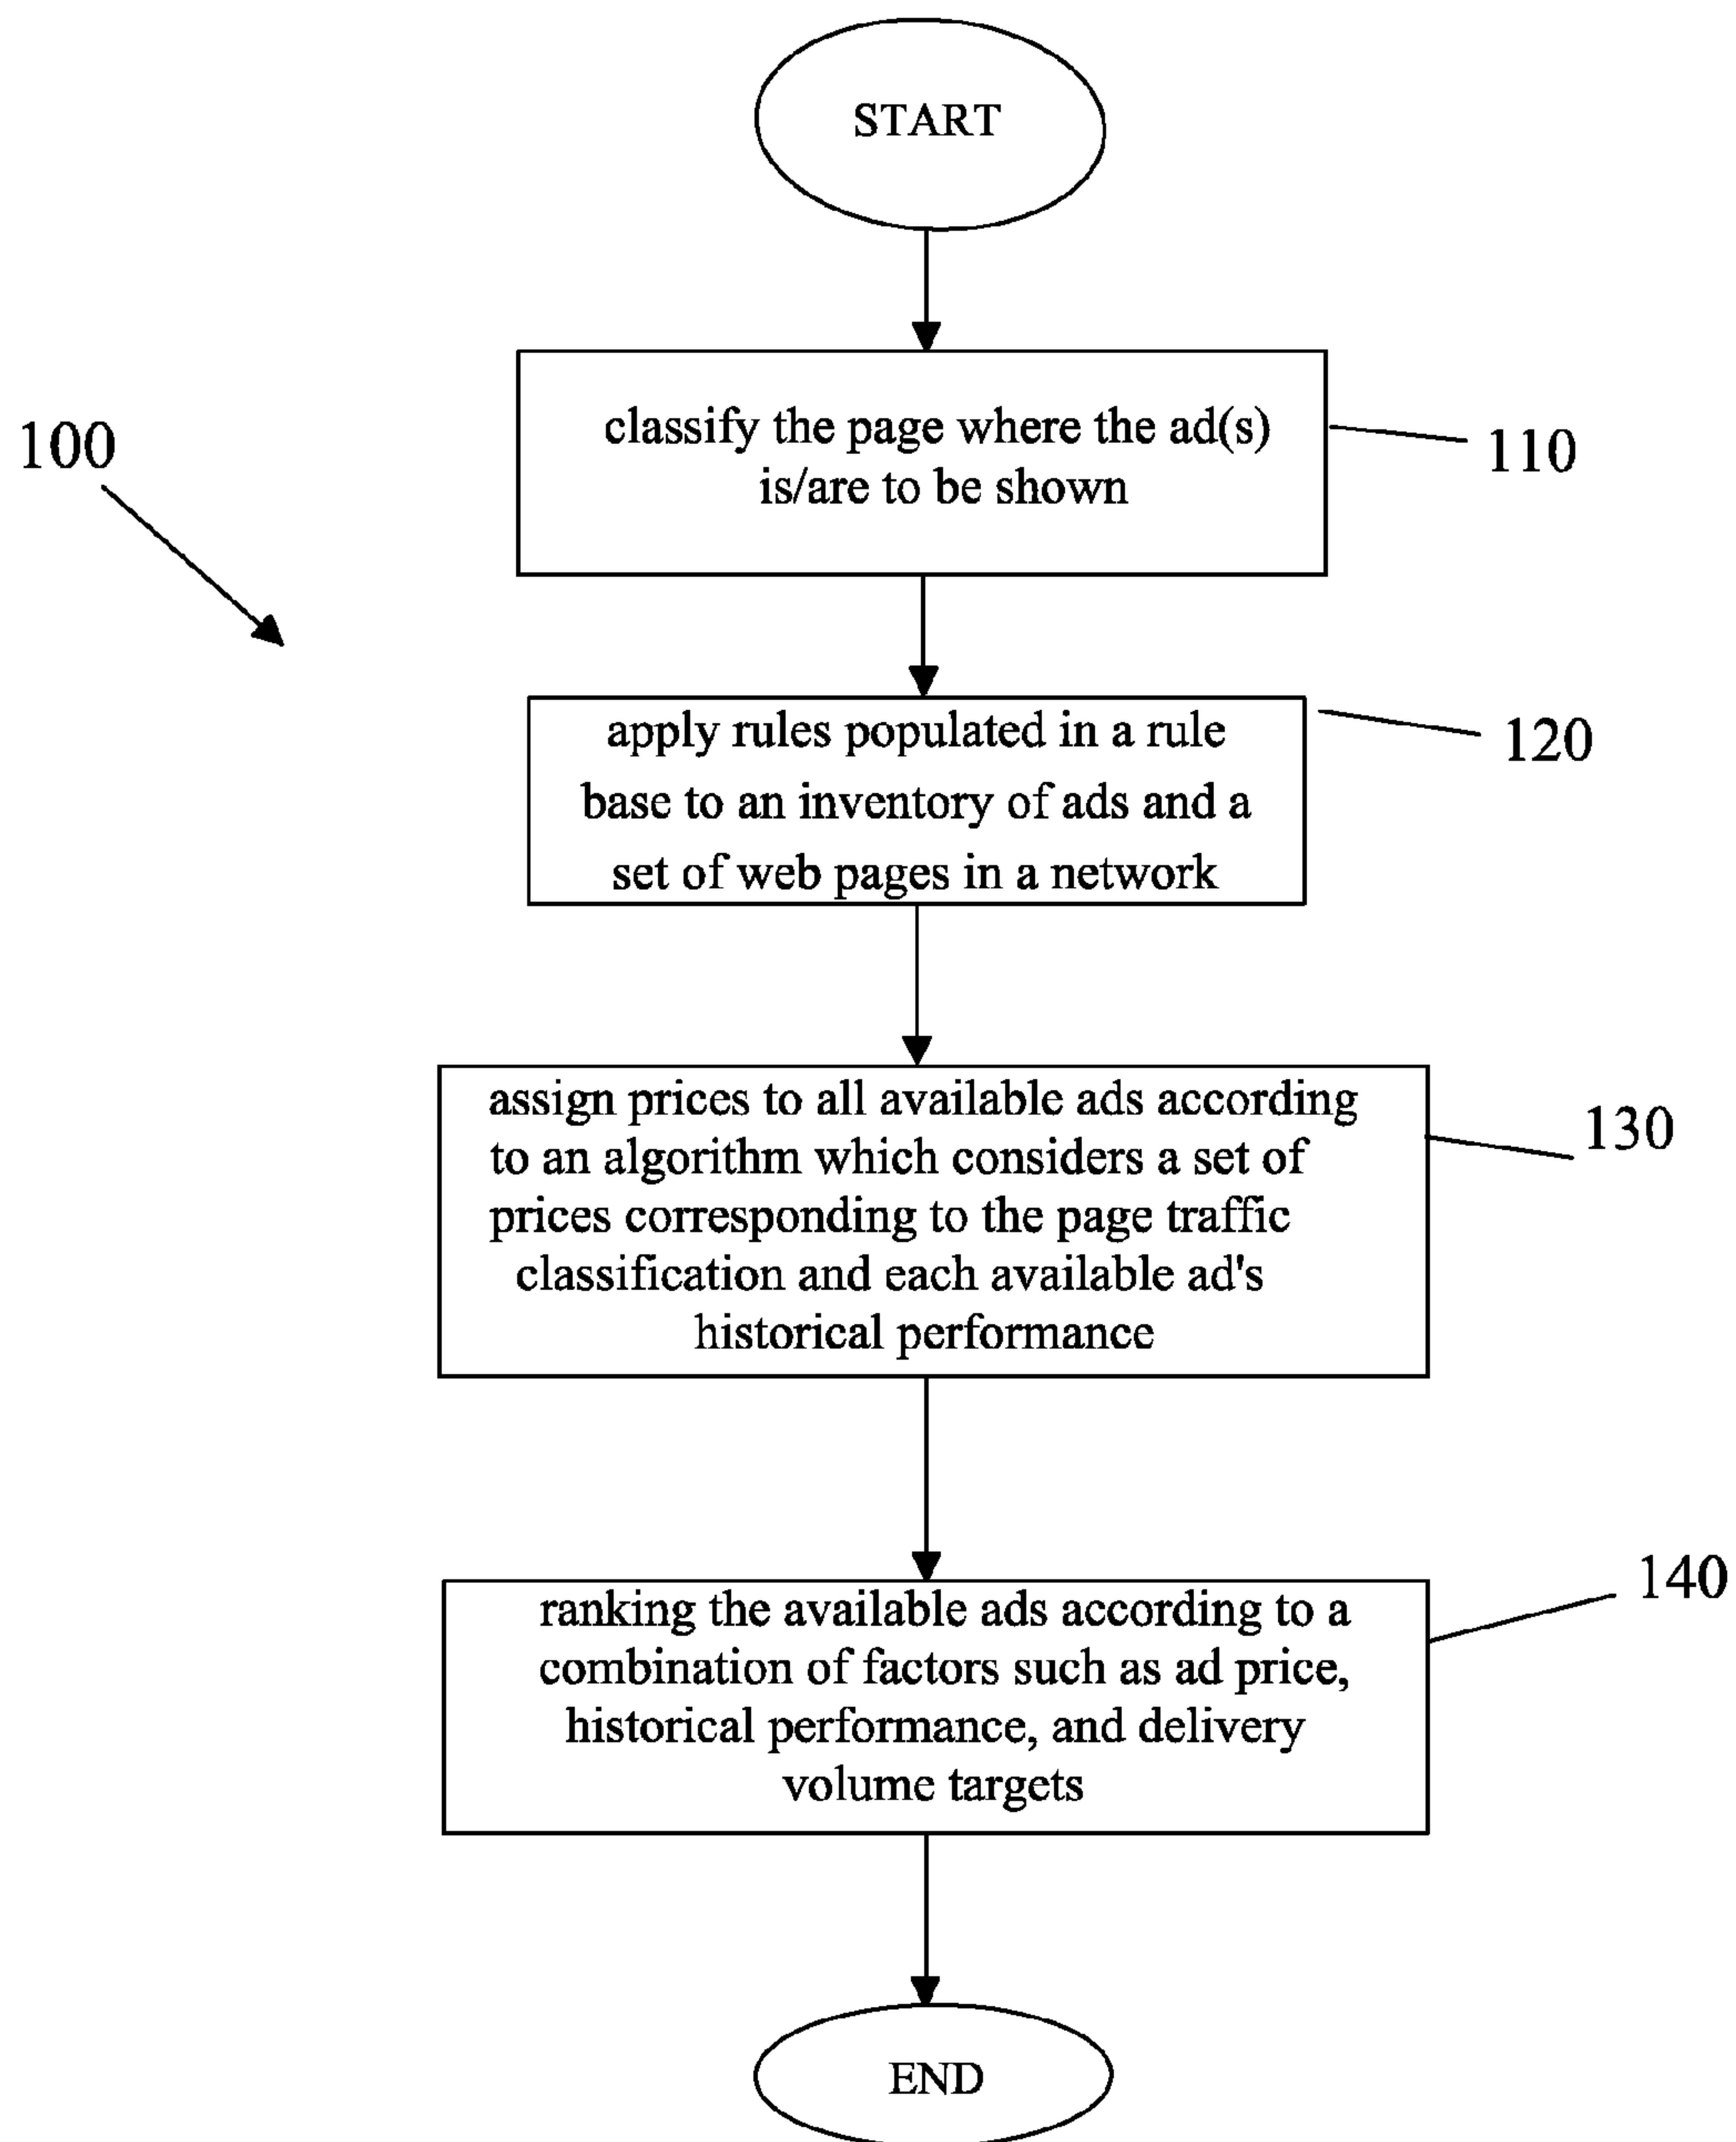 START
100
classify the page where the ad(s)
is/are to be shown
110
apply rules populated in a rule
base to an inventory of ads and a
set of web pages in a network
120
assign prices to all available ads according
to an algorithm which considers a set of
prices corresponding to the page traffic
classification and each available ad's
historical performance
130
ranking the available ads according to a
combination of factors such as ad price,
historical performance, and delivery
volume targets
140
END